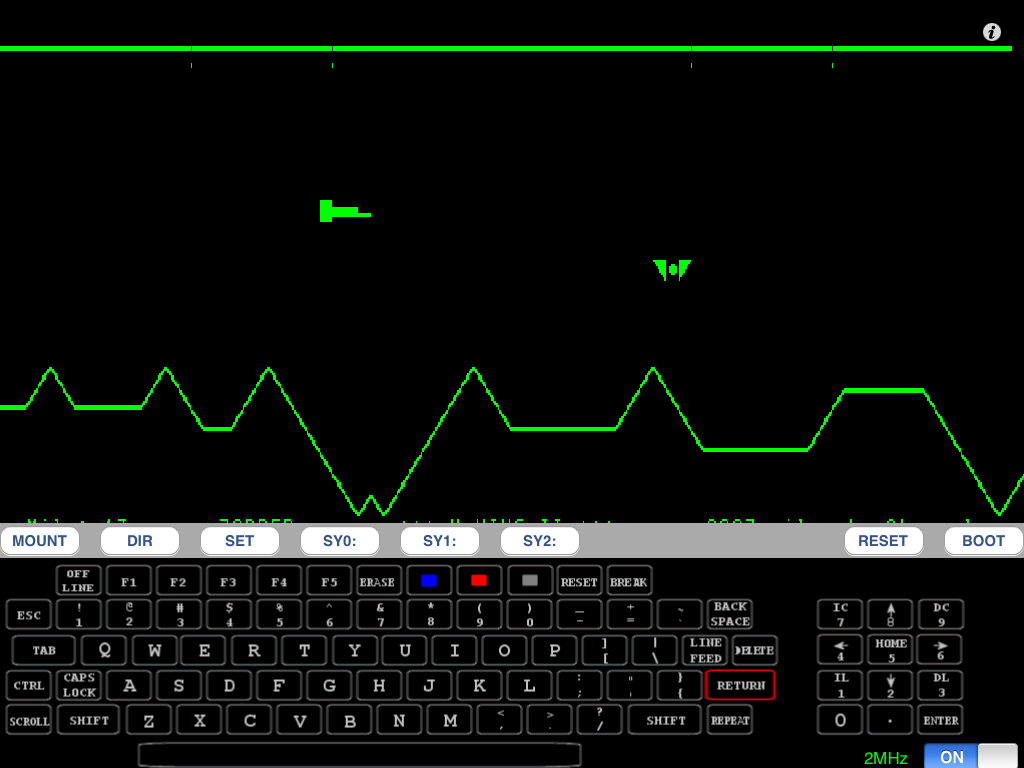 i
MOUNT DIR SET SY0: SY1: SY2: RESET BOOT
OFF LINE F1 F2 F3 F4 F5 ERASE RESET BREAK
ESC ! 1 @ 2 # 3 $ 4 % 5 ^ 6 & 7 * 8 ( 9 ) 0 _ - + = ~ ` BACK SPACE IC 7 8 DC 9
TAB Q W E R T Y U I O P ] [ | \ LINE FEED DELETE 4 HOME 5 6
CTRL CAPS LOCK A S D F G H J K L : ; " ' } { RETURN IL 1 2 DL 3
SCROLL SHIFT Z X C V B N M < , > . ? / SHIFT REPEAT 0 . ENTER
2MHz ON